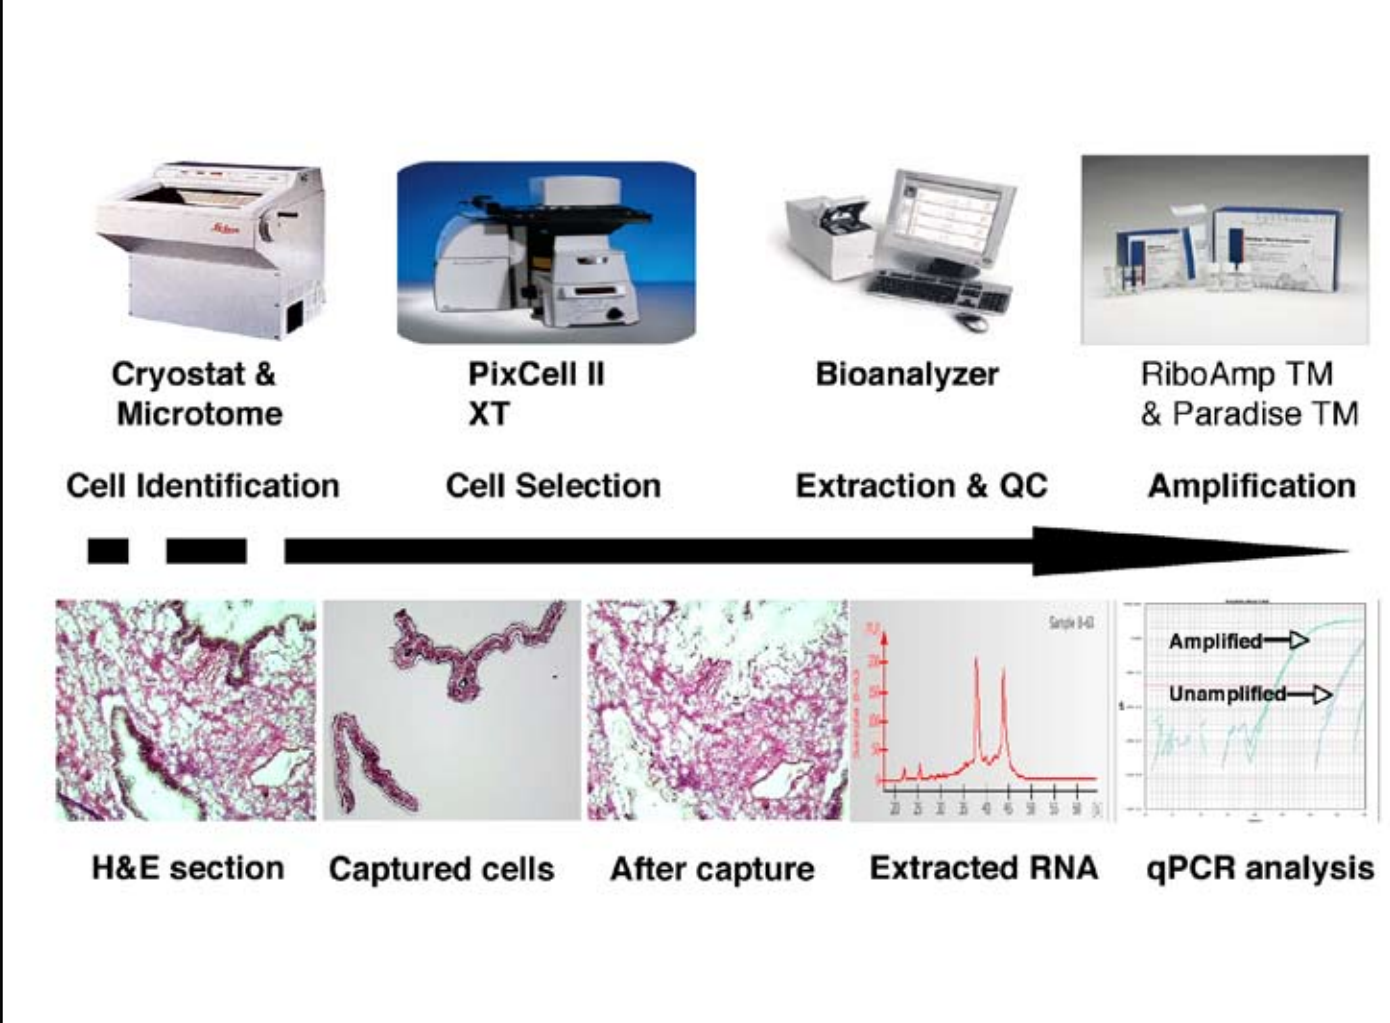 Leica
Cryostat &
Microtome
PixCell II
XT
Bioanalyzer
RiboAmp TM
& Paradise TM
Cell Identification
Cell Selection
Extraction & QC
Amplification
Amplified
Unamplified
H&E section
Captured cells
After capture
Extracted RNA
qPCR analysis